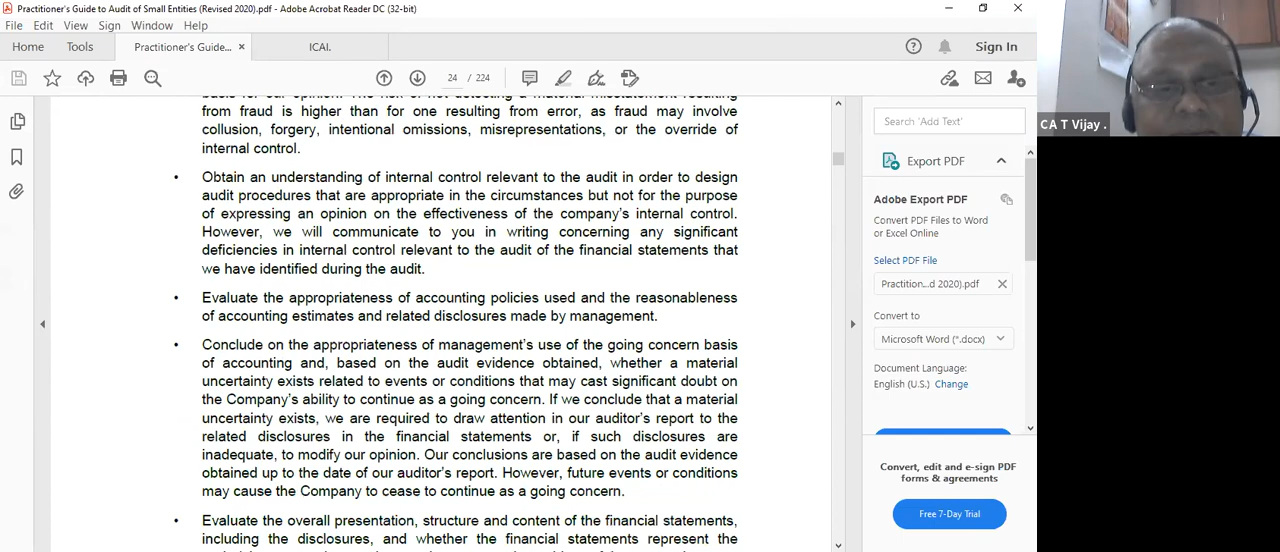 Practitioner's Guide to Audit of Small Entities (Revised 2020).pdf - Adobe Acrobat Reader DC (32-bit)
File Edit View Sign Window Help
Home Tools Practitioner's Guide... × ICAI. Sign In
24 / 224
basis for our opinion. The risk of not detecting a material misstatement resulting
from fraud is higher than for one resulting from error, as fraud may involve
collusion, forgery, intentional omissions, misrepresentations, or the override of
internal control.
• Obtain an understanding of internal control relevant to the audit in order to design
audit procedures that are appropriate in the circumstances but not for the purpose
of expressing an opinion on the effectiveness of the company's internal control.
However, we will communicate to you in writing concerning any significant
deficiencies in internal control relevant to the audit of the financial statements that
we have identified during the audit.
• Evaluate the appropriateness of accounting policies used and the reasonableness
of accounting estimates and related disclosures made by management.
• Conclude on the appropriateness of management's use of the going concern basis
of accounting and, based on the audit evidence obtained, whether a material
uncertainty exists related to events or conditions that may cast significant doubt on
the Company's ability to continue as a going concern. If we conclude that a material
uncertainty exists, we are required to draw attention in our auditor's report to the
related disclosures in the financial statements or, if such disclosures are
inadequate, to modify our opinion. Our conclusions are based on the audit evidence
obtained up to the date of our auditor's report. However, future events or conditions
may cause the Company to cease to continue as a going concern.
• Evaluate the overall presentation, structure and content of the financial statements,
including the disclosures, and whether the financial statements represent the
Search 'Add Text'
Export PDF
Adobe Export PDF
Convert PDF Files to Word
or Excel Online
Select PDF File
Practition...d 2020).pdf ×
Convert to
Microsoft Word (*.docx)
Document Language:
English (U.S.) Change
Convert, edit and e-sign PDF
forms & agreements
Free 7-Day Trial
CA T Vijay .